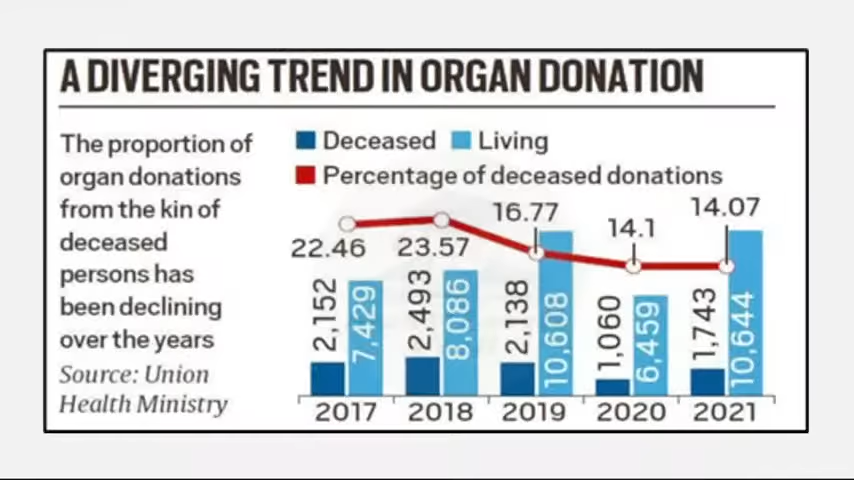 A DIVERGING TREND IN ORGAN DONATION
The proportion of
organ donations
from the kin of
deceased
persons has
been declining
over the years
Source: Union
Health Ministry
Deceased Living
Percentage of deceased donations
22.46 23.57 16.77 14.1 14.07
2,152 7,429 2,493 8,086 2,138 10,608 1,060 6,459 1,743 10,644
2017 2018 2019 2020 2021